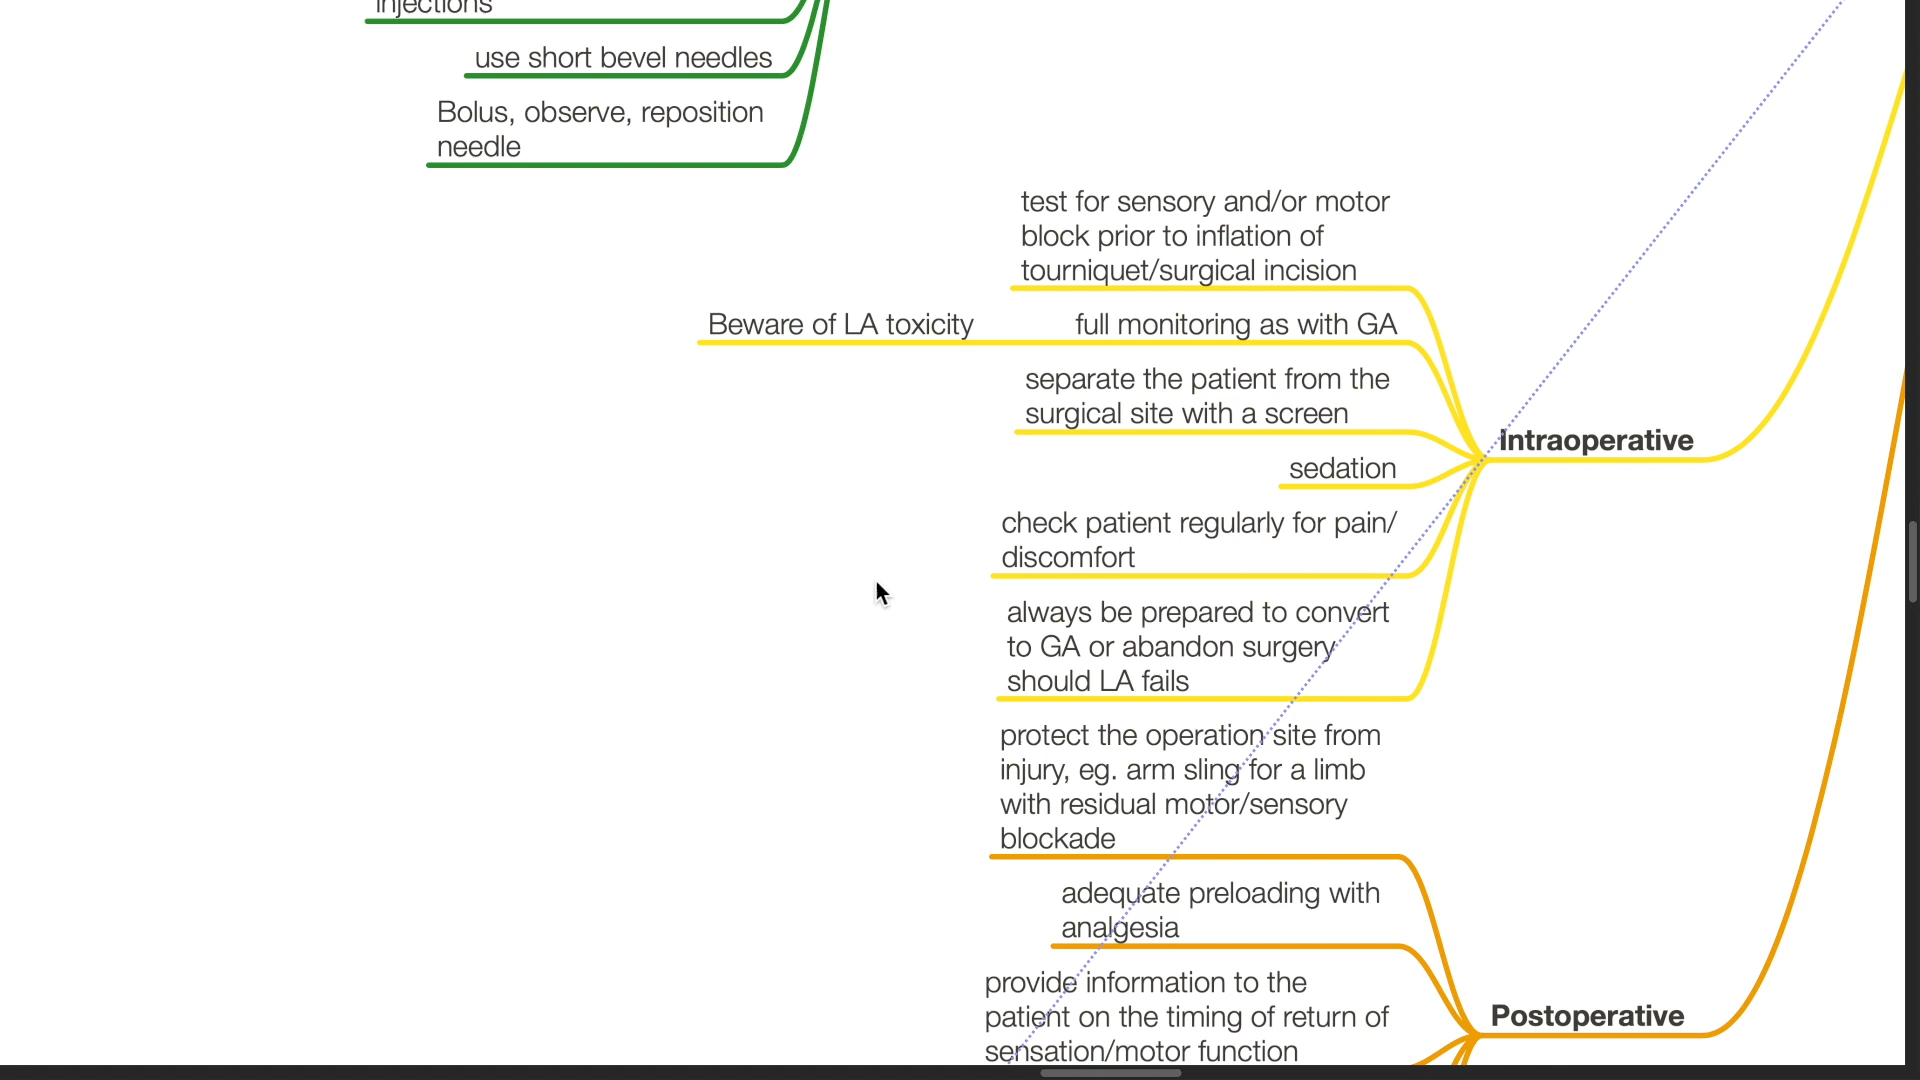 injections
use short bevel needles
Bolus, observe, reposition
needle
test for sensory and/or motor
block prior to inflation of
tourniquet/surgical incision
Beware of LA toxicity
full monitoring as with GA
separate the patient from the
surgical site with a screen
Intraoperative
sedation
check patient regularly for pain/
discomfort
always be prepared to convert
to GA or abandon surgery
should LA fails
protect the operation site from
injury, eg. arm sling for a limb
with residual motor/sensory
blockade
adequate preloading with
analgesia
provide information to the
patient on the timing of return of
sensation/motor function
Postoperative